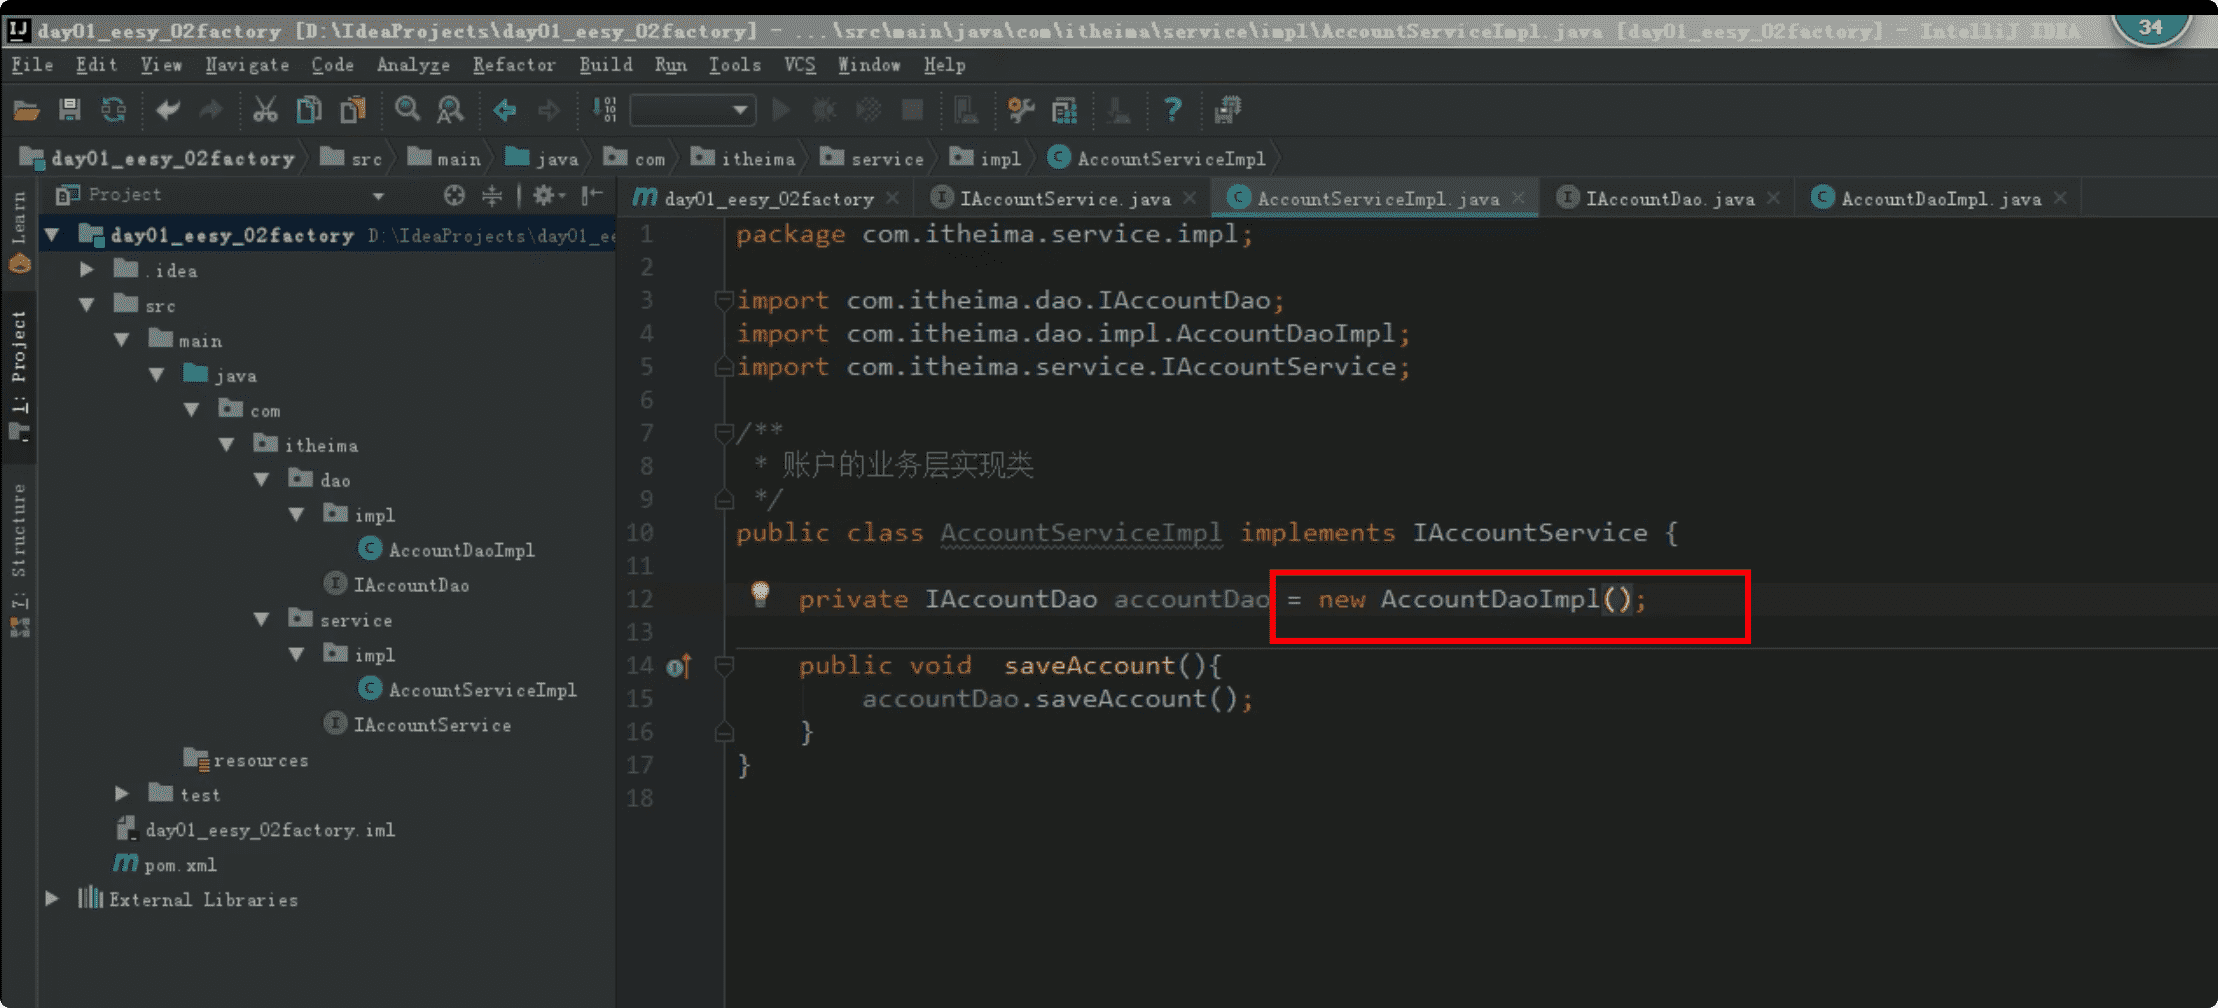 day01_eesy_02factory [D:\IdeaProjects\day01_eesy_02factory] - ...\src\main\java\com\itheima\service\impl\AccountServiceImpl.java [day01_eesy_02factory] - IntelliJ IDEA
34
File Edit View Navigate Code Analyze Refactor Build Run Tools VCS Window Help
day01_eesy_02factory src main java com itheima service impl AccountServiceImpl
Project
day01_eesy_02factory IAccountService.java AccountServiceImpl.java IAccountDao.java AccountDaoImpl.java
Learn
1: Project
7: Structure
day01_eesy_02factory D:\IdeaProjects\day01_ee
.idea
src
main
java
com
itheima
dao
impl
AccountDaoImpl
IAccountDao
service
impl
AccountServiceImpl
IAccountService
resources
test
day01_eesy_02factory.iml
pom.xml
External Libraries
1 package com.itheima.service.impl;
2
3 import com.itheima.dao.IAccountDao;
4 import com.itheima.dao.impl.AccountDaoImpl;
5 import com.itheima.service.IAccountService;
6
7 /**
8 * 账户的业务层实现类
9 */
10 public class AccountServiceImpl implements IAccountService {
11
12 private IAccountDao accountDao = new AccountDaoImpl();
13
14 public void saveAccount(){
15 accountDao.saveAccount();
16 }
17 }
18